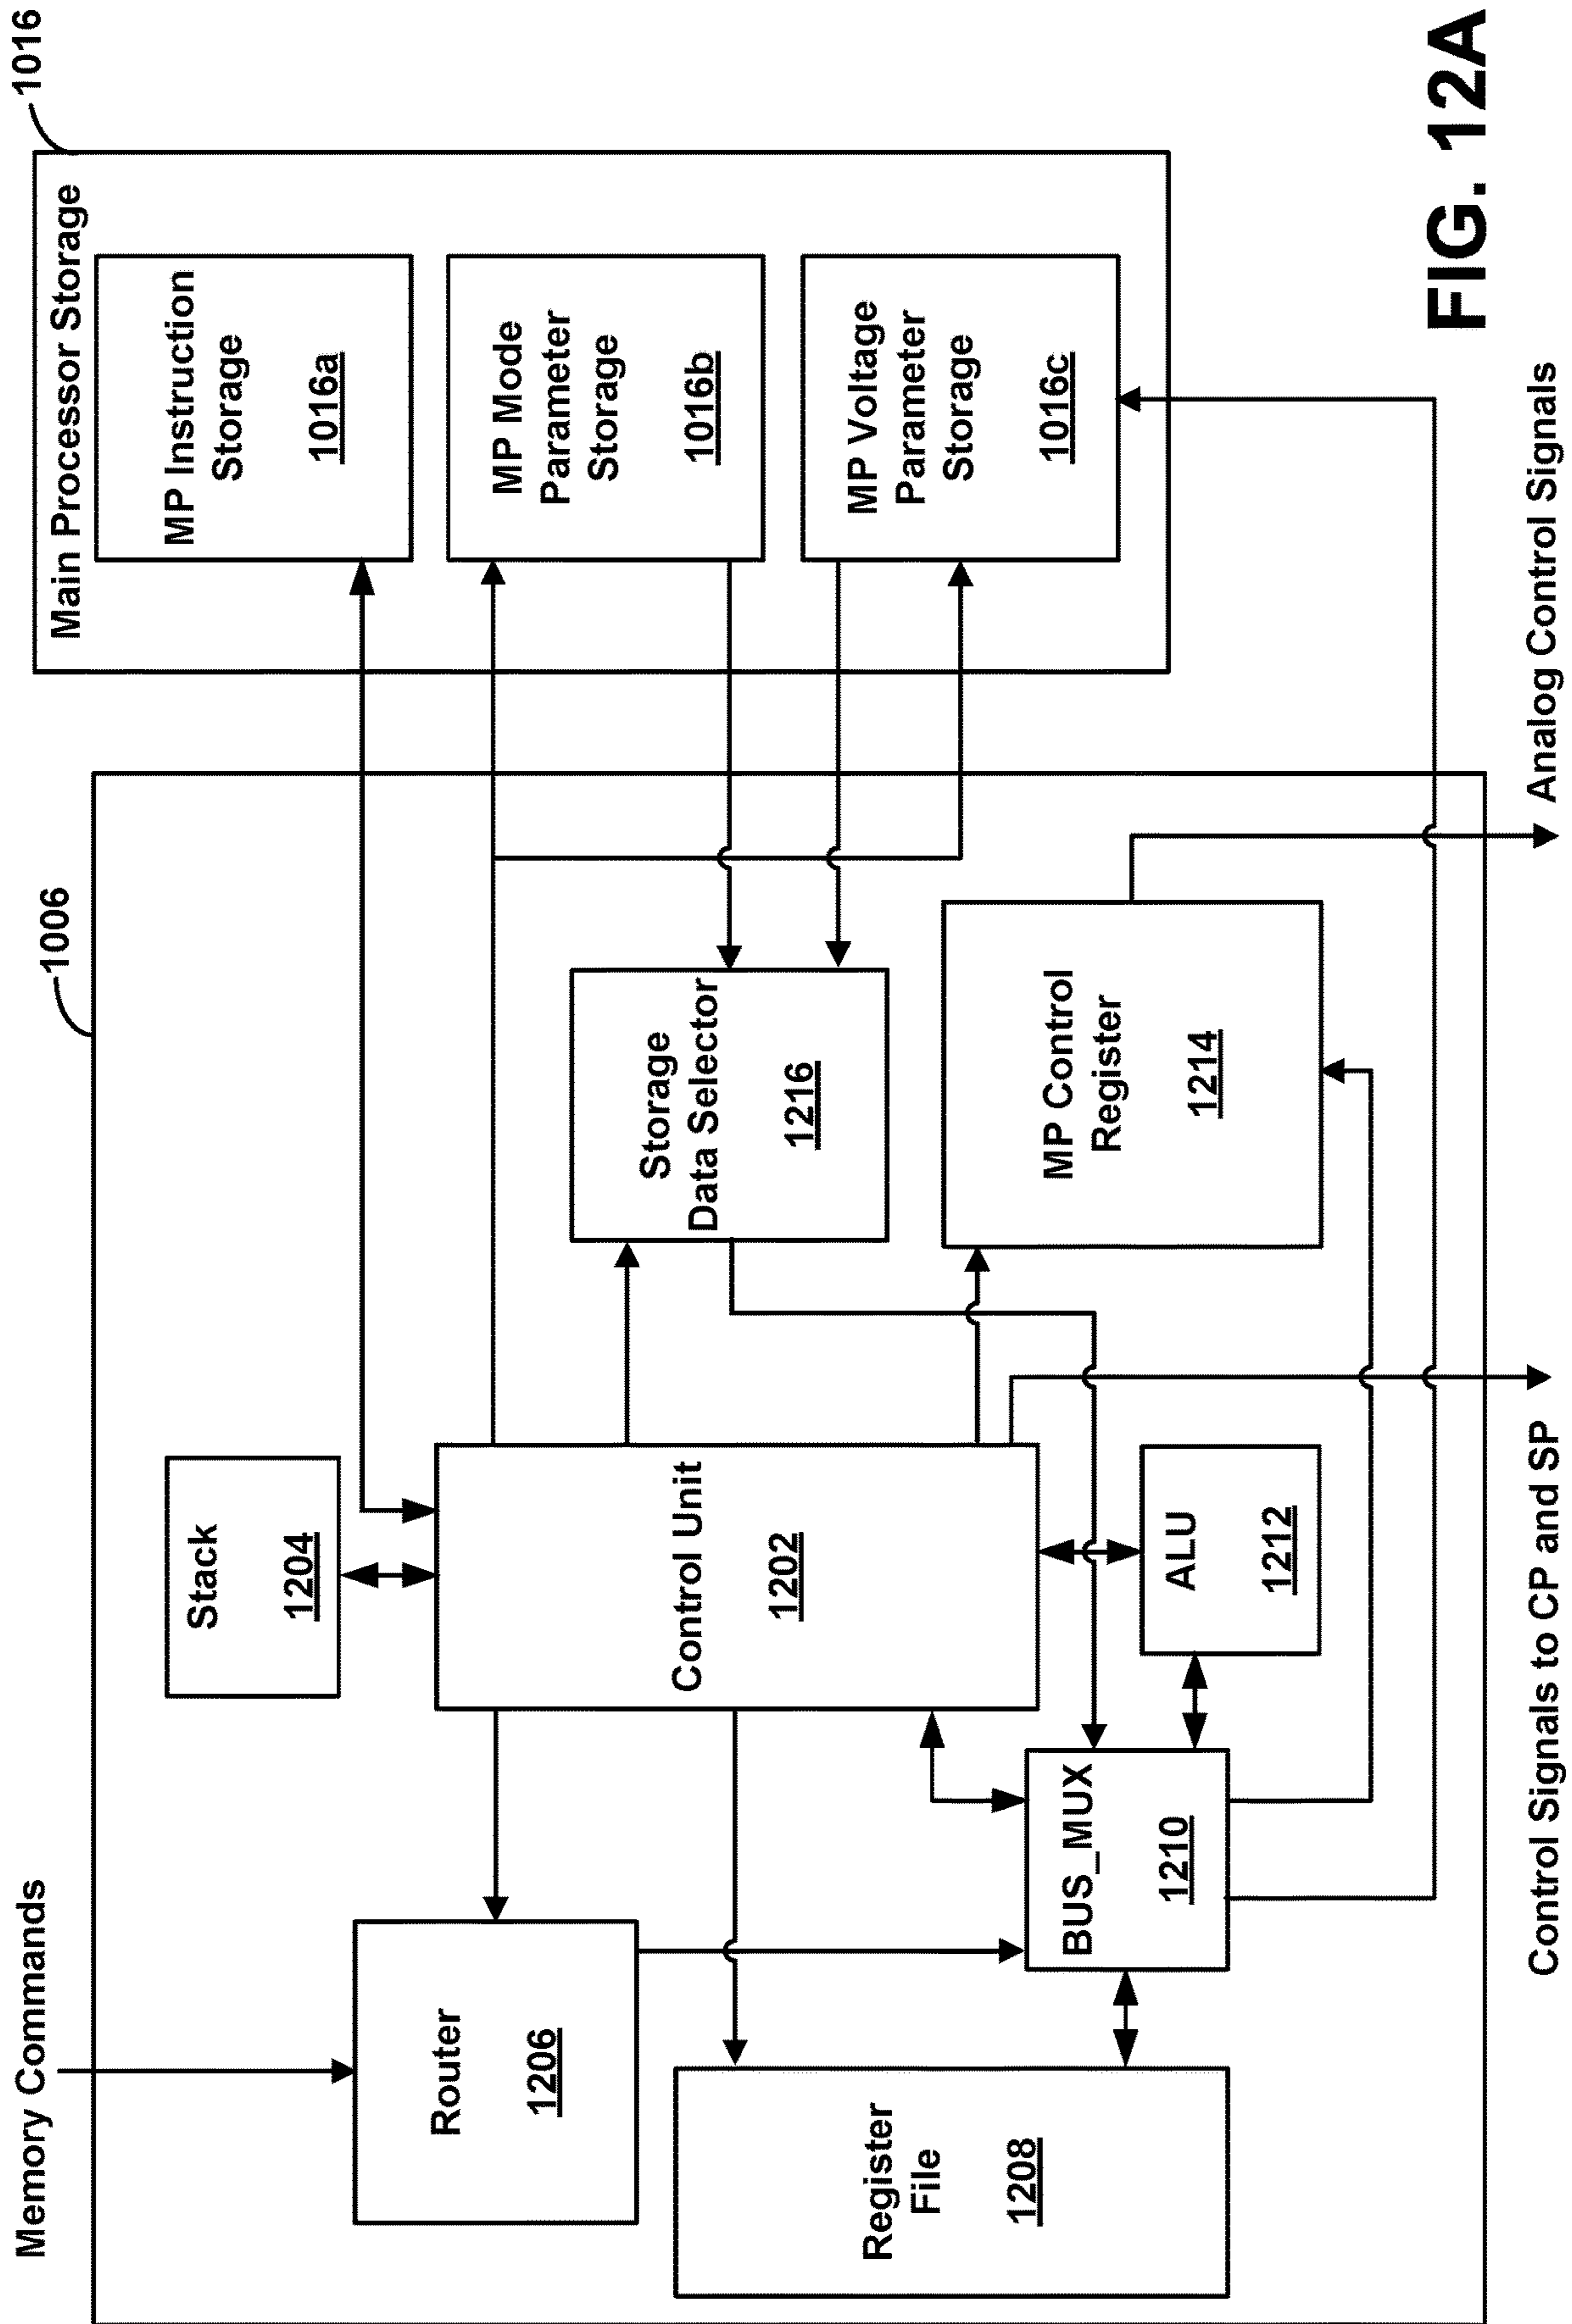 Memory Commands
1006
1016
Main Processor Storage
Stack
1204
MP Instruction
Storage
1016a
Router
1206
Control Unit
1202
Storage
Data Selector
1216
MP Mode
Parameter
Storage
1016b
Register
File
1208
BUS_MUX
1210
ALU
1212
MP Control
Register
1214
MP Voltage
Parameter
Storage
1016c
Control Signals to CP and SP
Analog Control Signals
FIG. 12A